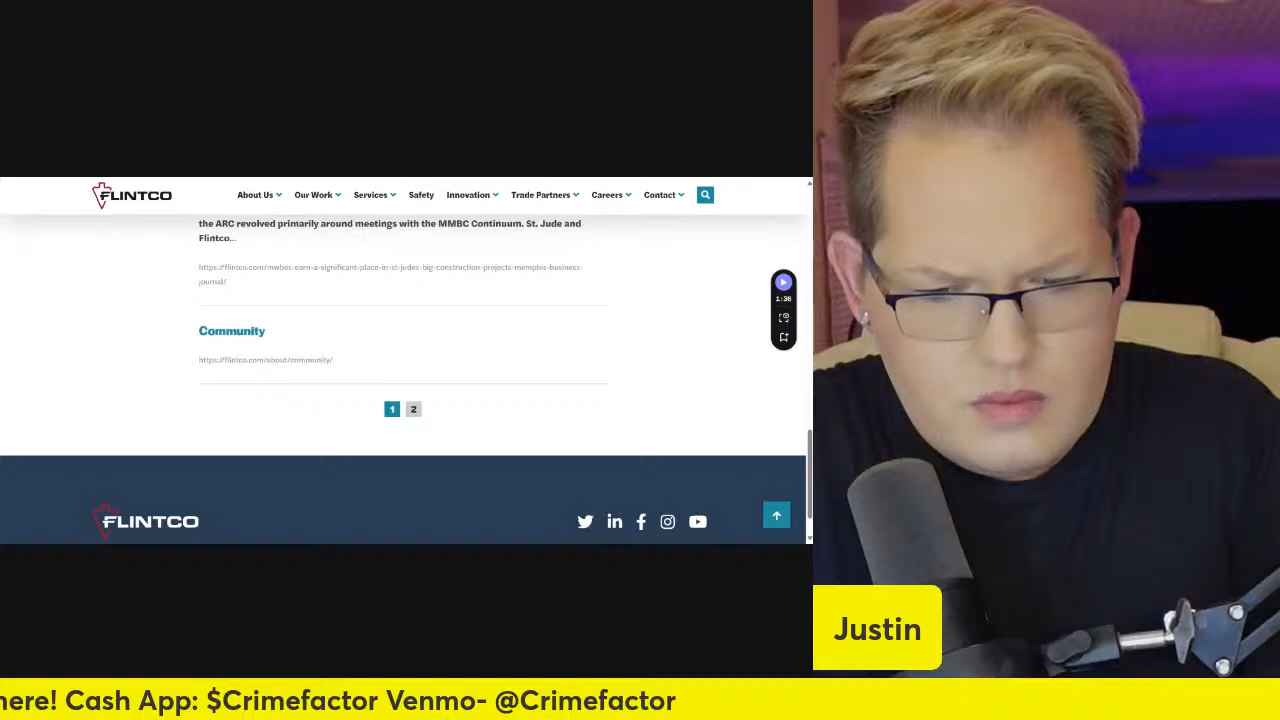 FLINTCO
About Us Our Work Services Safety Innovation Trade Partners Careers Contact
the ARC revolved primarily around meetings with the MMBC Continuum. St. Jude and
Flintco...
https://flintco.com/mwbes-earn-a-significant-place-in-st-judes-big-construction-projects-memphis-business-
journal/
1:36
Community
https://flintco.com/about/community/
1 2
FLINTCO
Justin
here! Cash App: $Crimefactor Venmo- @Crimefactor